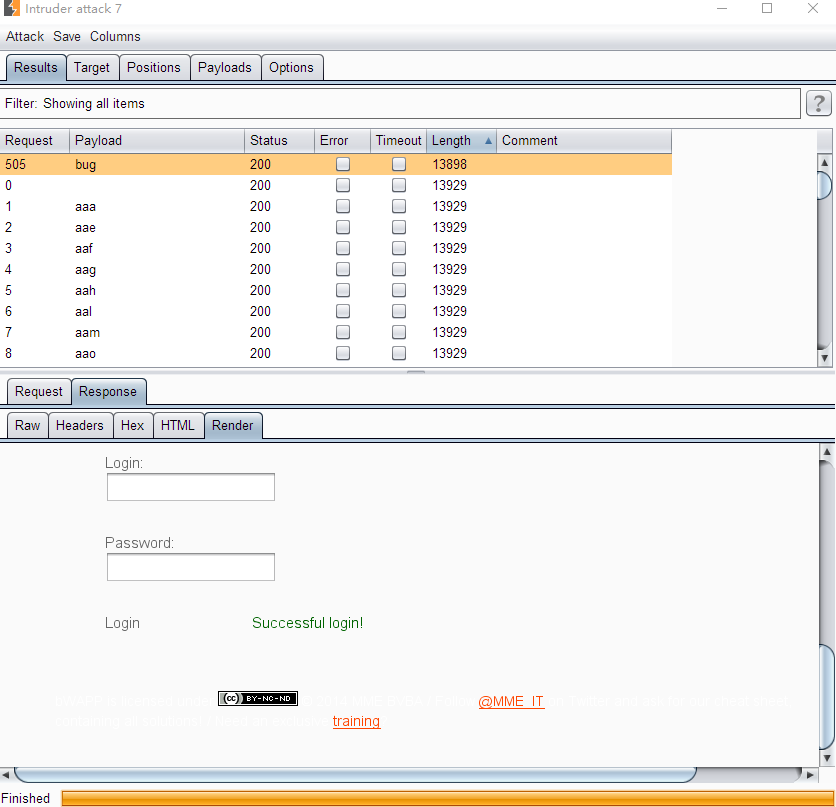 Intruder attack 7
Attack Save Columns
Results Target Positions Payloads Options
Filter: Showing all items ?
Request Payload Status Error Timeout Length Comment
505 bug 200 13898
0 200 13929
1 aaa 200 13929
2 aae 200 13929
3 aaf 200 13929
4 aag 200 13929
5 aah 200 13929
6 aal 200 13929
7 aam 200 13929
8 aao 200 13929
Request Response
Raw Headers Hex HTML Render
Login:
Password:
Login Successful login!
(cc) BY-NC-ND @MME_IT
training
Finished